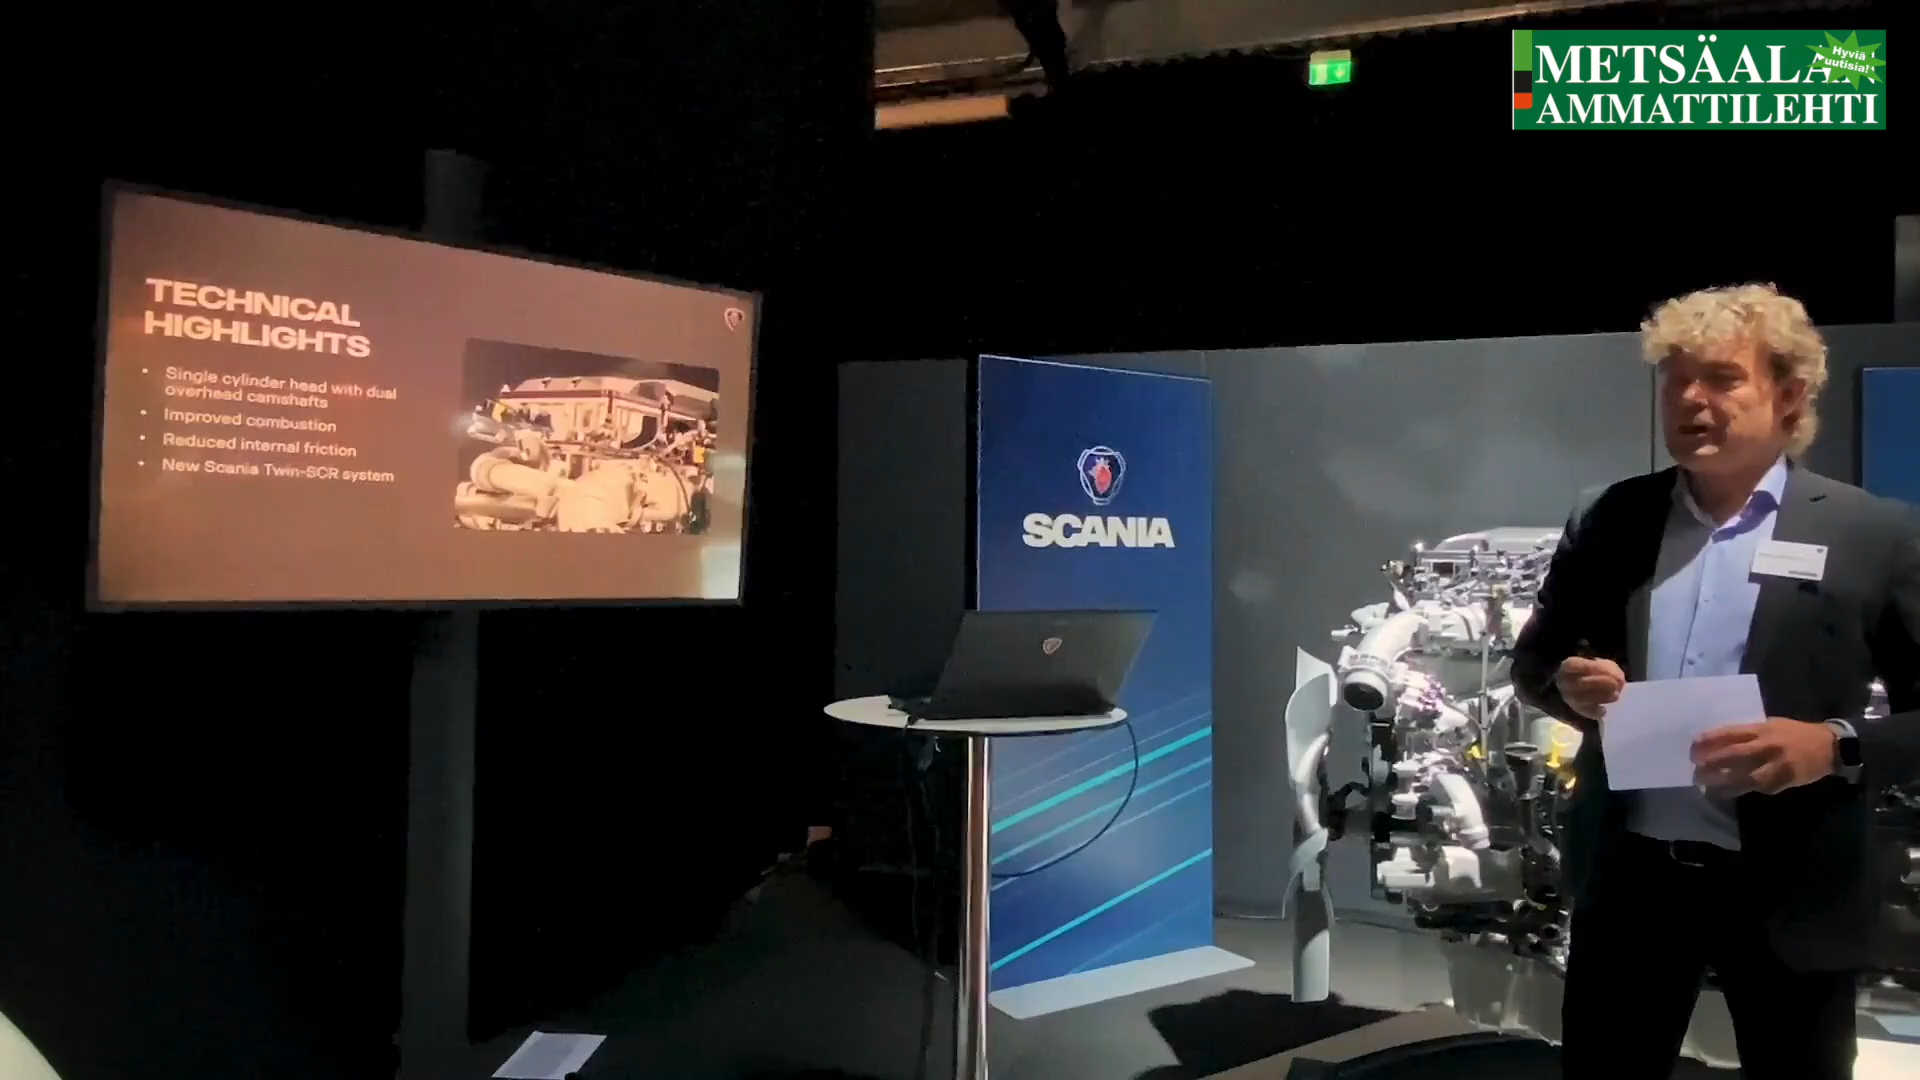 METSÄALAN
Hyviä
uutisia!
AMMATTILEHTI
TECHNICAL
HIGHLIGHTS
• Single cylinder head with dual
overhead camshafts
• Improved combustion
• Reduced internal friction
• New Scania Twin-SCR system
SCANIA